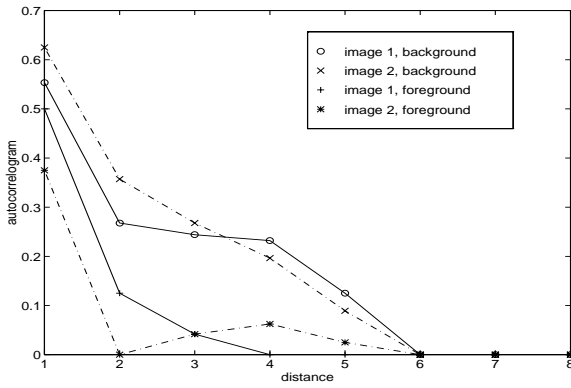 0.7
0.6
0.5
0.4
0.3
0.2
0.1
0
autocorrelogram
image 1, background
image 2, background
image 1, foreground
image 2, foreground
1 2 3 4 5 6 7 8
distance